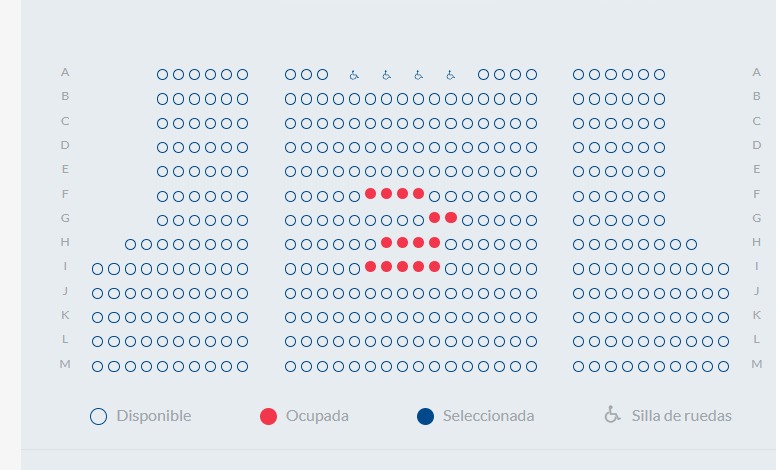 A A
B B
C C
D D
E E
F F
G G
H H
I I
J J
K K
L L
M M
Disponible Ocupada Seleccionada Silla de ruedas